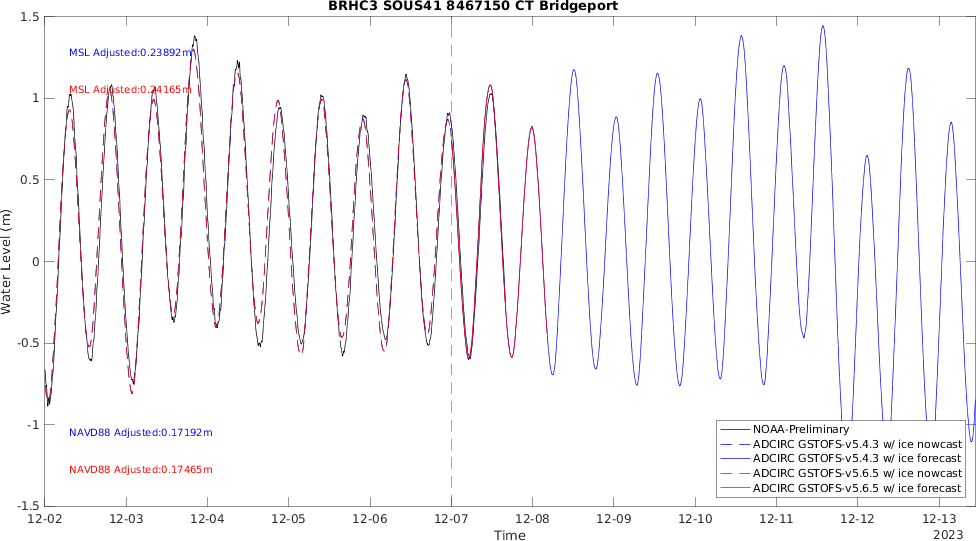 BRHC3 SOUS41 8467150 CT Bridgeport
1.5
1
0.5
0
-0.5
-1
-1.5
Water Level (m)
MSL Adjusted:0.23892m
MSL Adjusted:0.24165m
NAVD88 Adjusted:0.17192m
NAVD88 Adjusted:0.17465m
NOAA-Preliminary
ADCIRC GSTOFS-v5.4.3 w/ ice nowcast
ADCIRC GSTOFS-v5.4.3 w/ ice forecast
ADCIRC GSTOFS-v5.6.5 w/ ice nowcast
ADCIRC GSTOFS-v5.6.5 w/ ice forecast
12-02 12-03 12-04 12-05 12-06 12-07 12-08 12-09 12-10 12-11 12-12 12-13
Time
2023